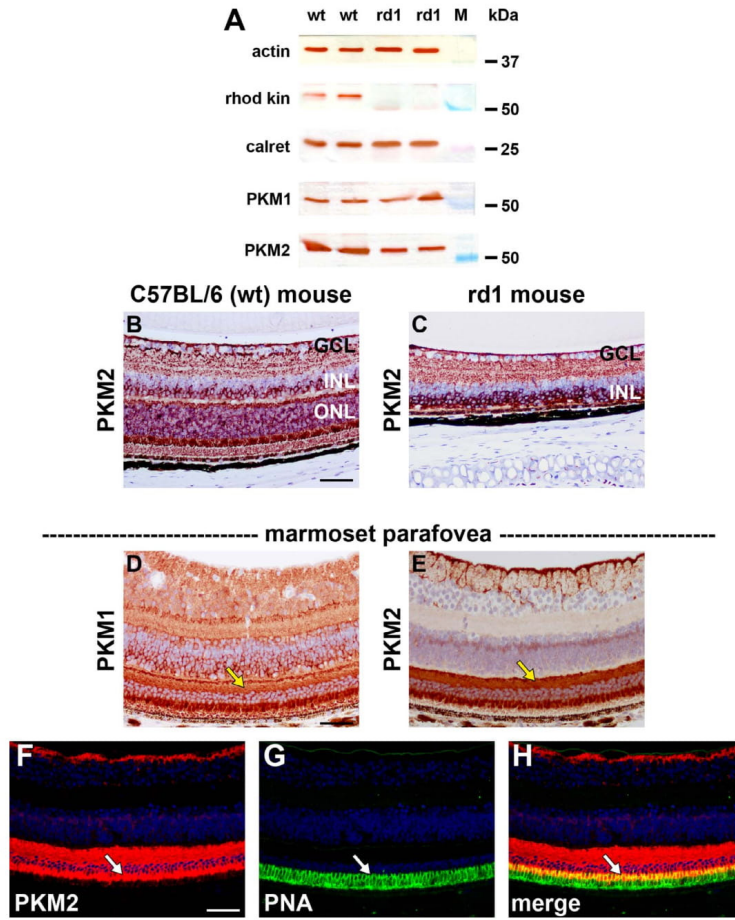 A wt wt rd1 rd1 M kDa
actin 37
rhod kin 50
calret 25
PKM1 50
PKM2 50
C57BL/6 (wt) mouse rd1 mouse
B C
GCL GCL
INL INL
ONL
PKM2 PKM2
marmoset parafovea
D E
PKM1 PKM2
F G H
PKM2 PNA merge